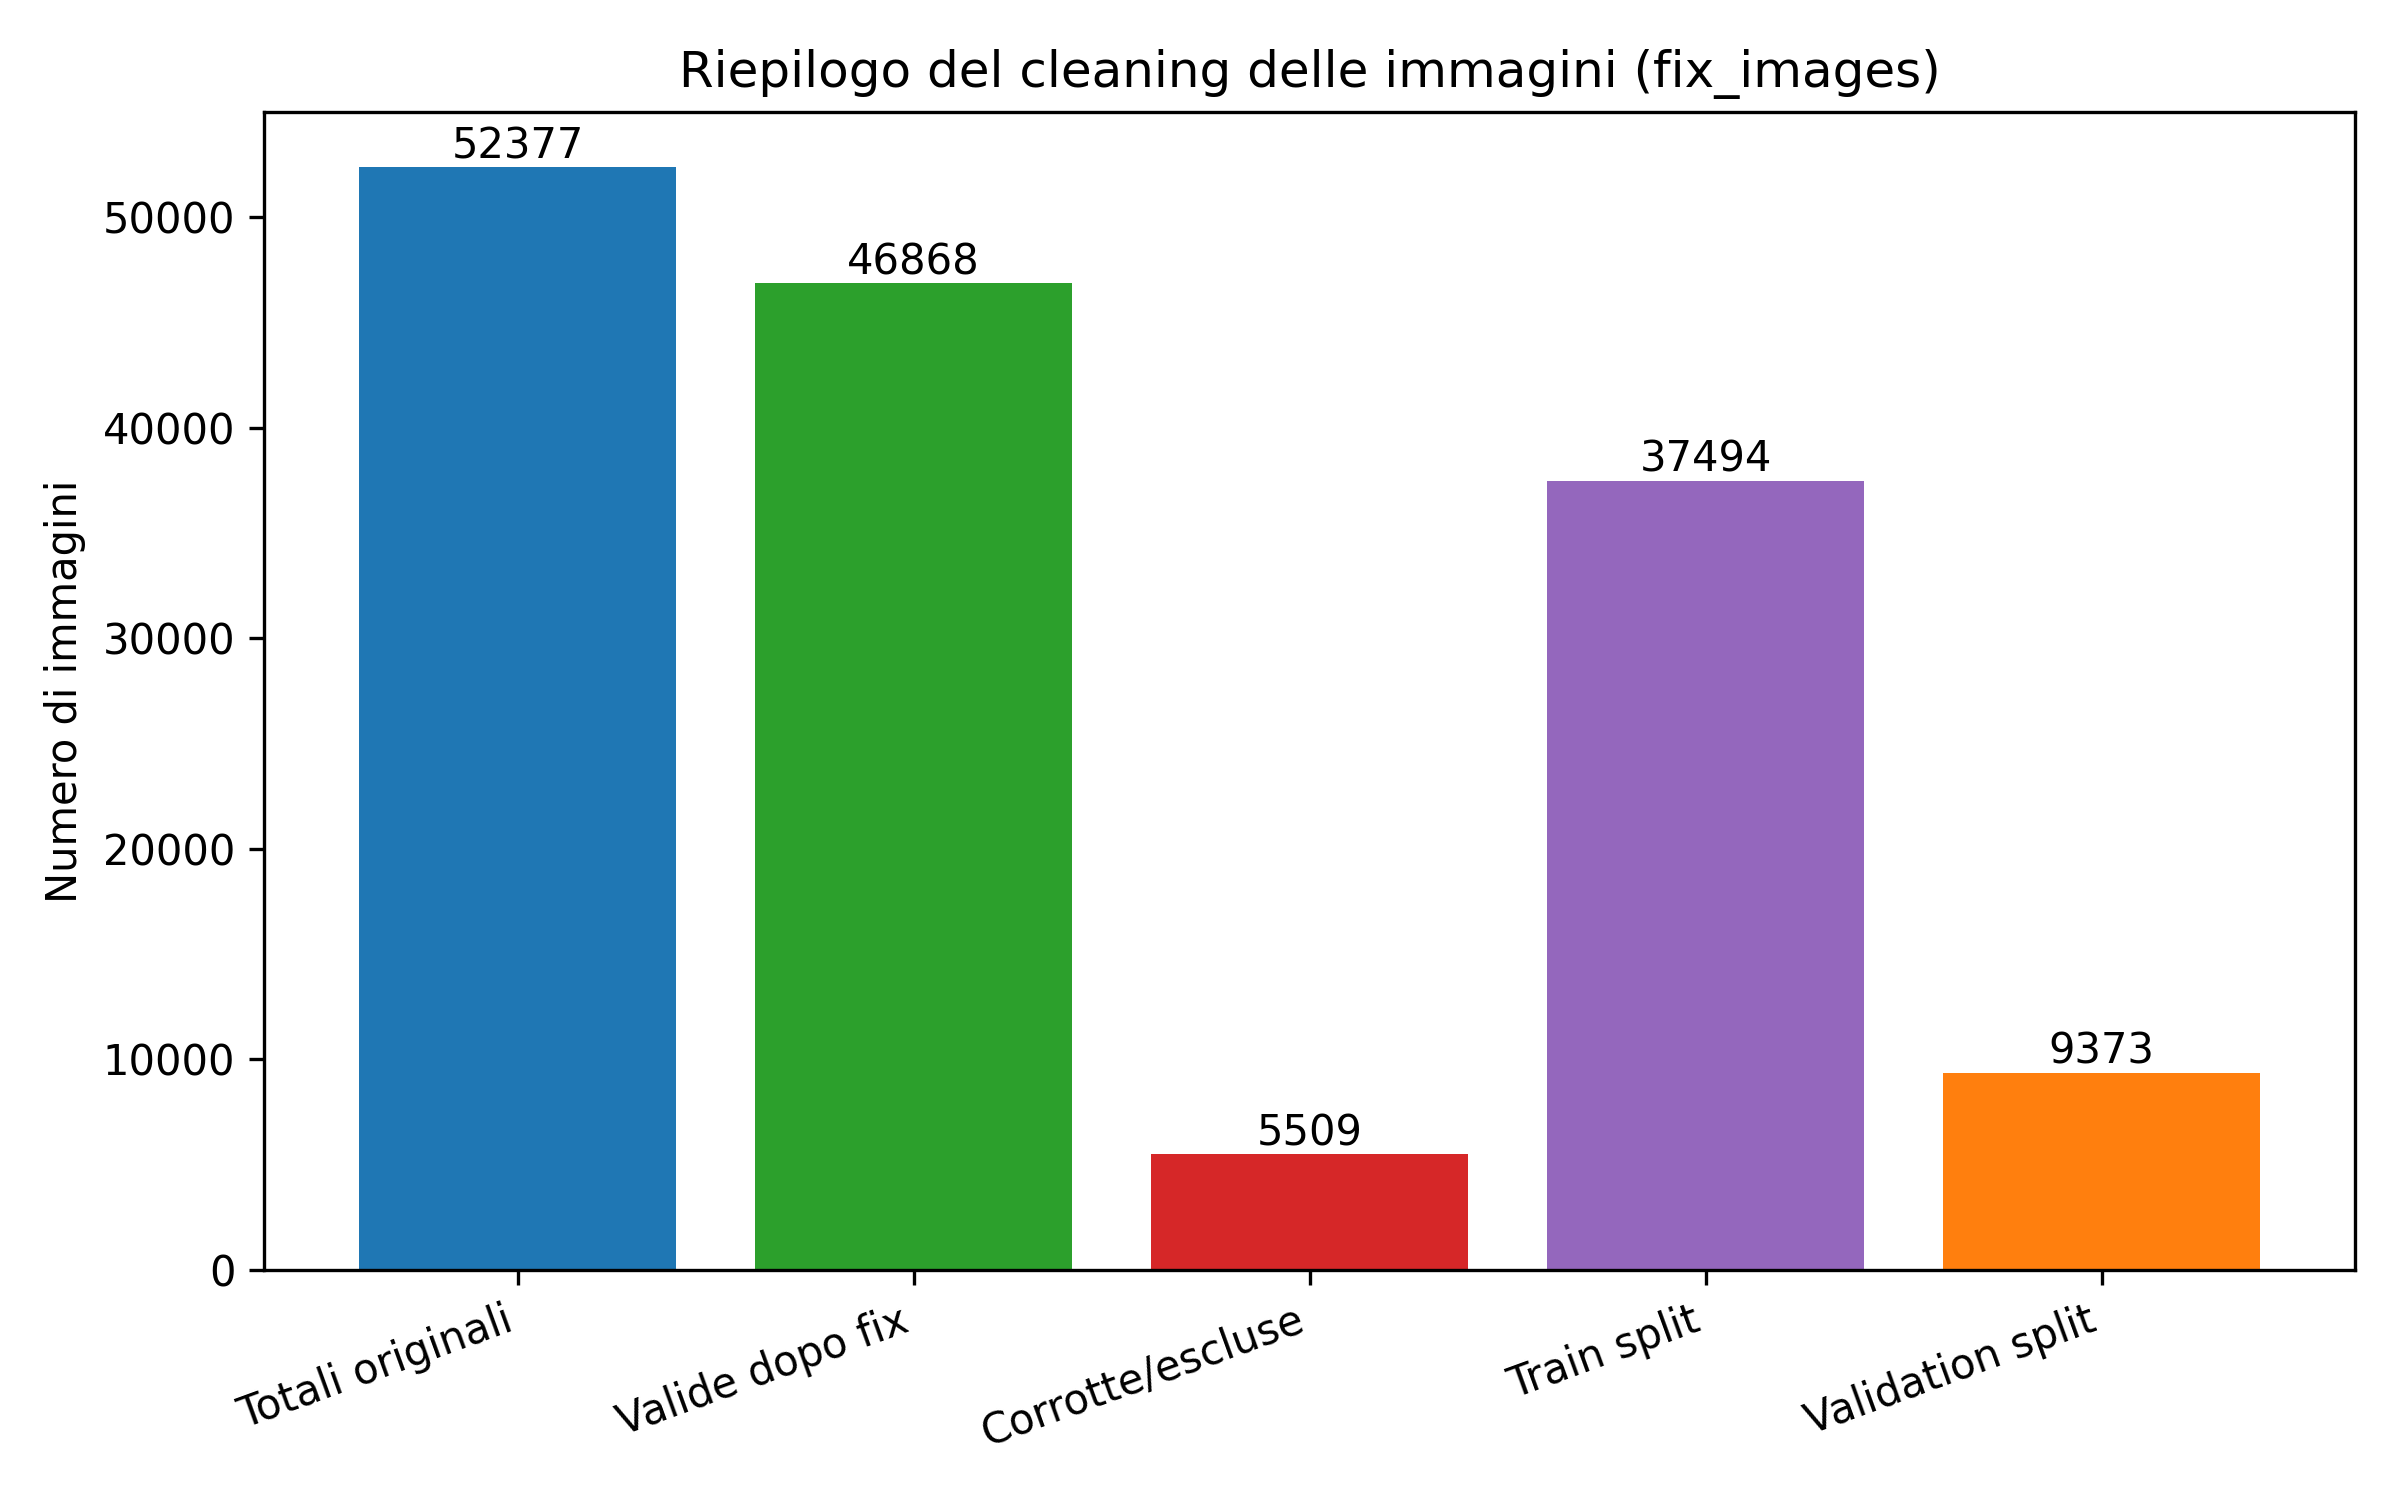 Riepilogo del cleaning delle immagini (fix_images)
Numero di immagini
50000
40000
30000
20000
10000
0
52377
46868
5509
37494
9373
Totali originali
Valide dopo fix
Corrotte/escluse
Train split
Validation split